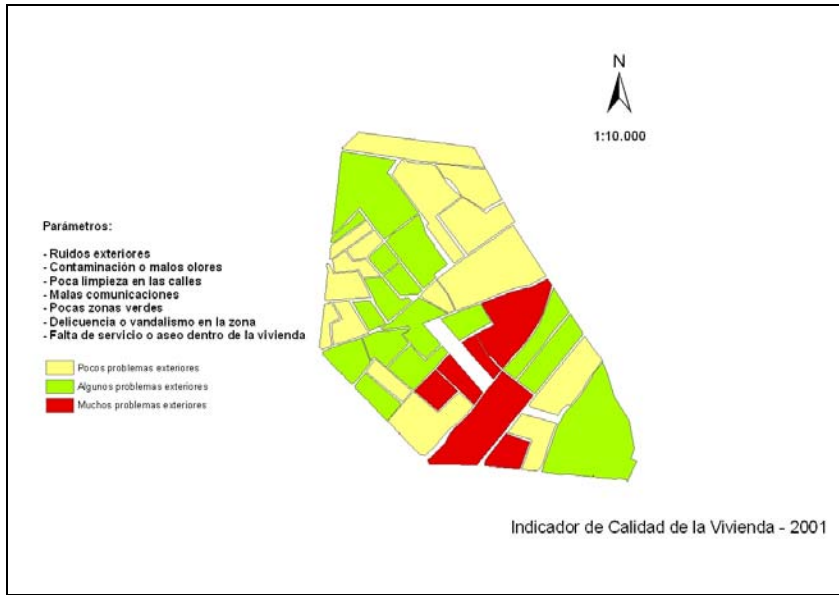 N
1:10.000
Parámetros:
- Ruidos exteriores
- Contaminación o malos olores
- Poca limpieza en las calles
- Malas comunicaciones
- Pocas zonas verdes
- Delicuencia o vandalismo en la zona
- Falta de servicio o aseo dentro de la vivienda
Pocos problemas exteriores
Algunos problemas exteriores
Muchos problemas exteriores
Indicador de Calidad de la Vivienda - 2001